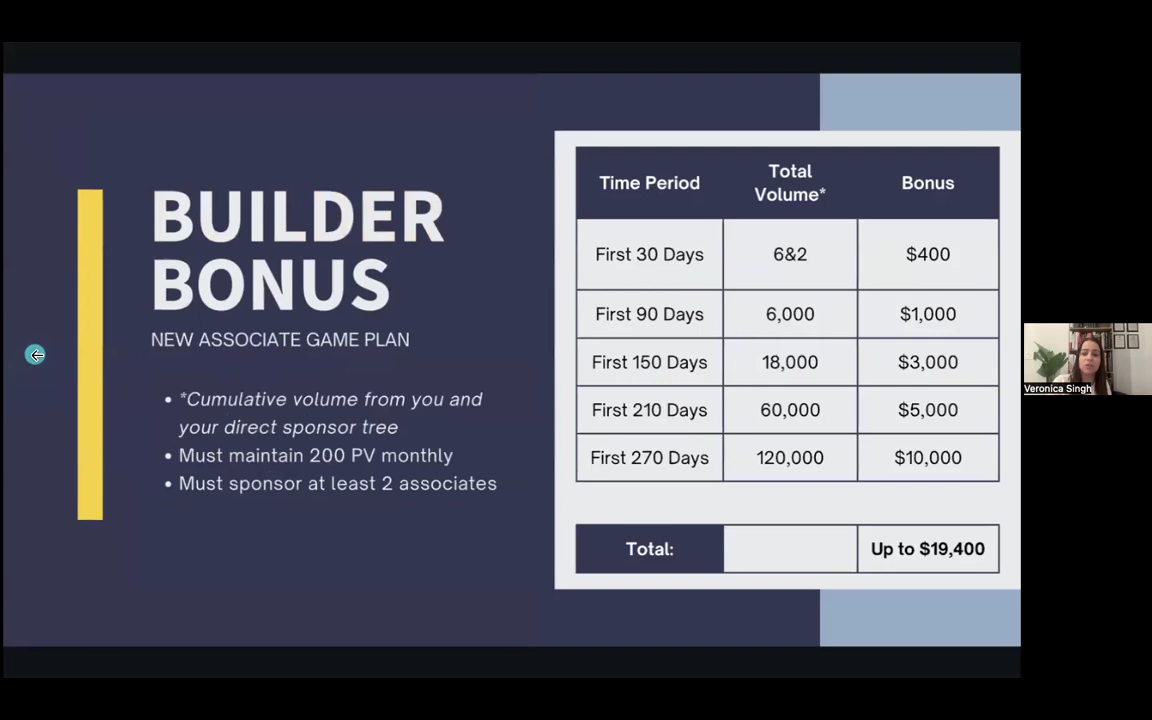 BUILDER
BONUS
NEW ASSOCIATE GAME PLAN
• *Cumulative volume from you and
your direct sponsor tree
• Must maintain 200 PV monthly
• Must sponsor at least 2 associates
Time Period Total Volume* Bonus
First 30 Days 6&2 $400
First 90 Days 6,000 $1,000
First 150 Days 18,000 $3,000
First 210 Days 60,000 $5,000
First 270 Days 120,000 $10,000
Total: Up to $19,400
Veronica Singh